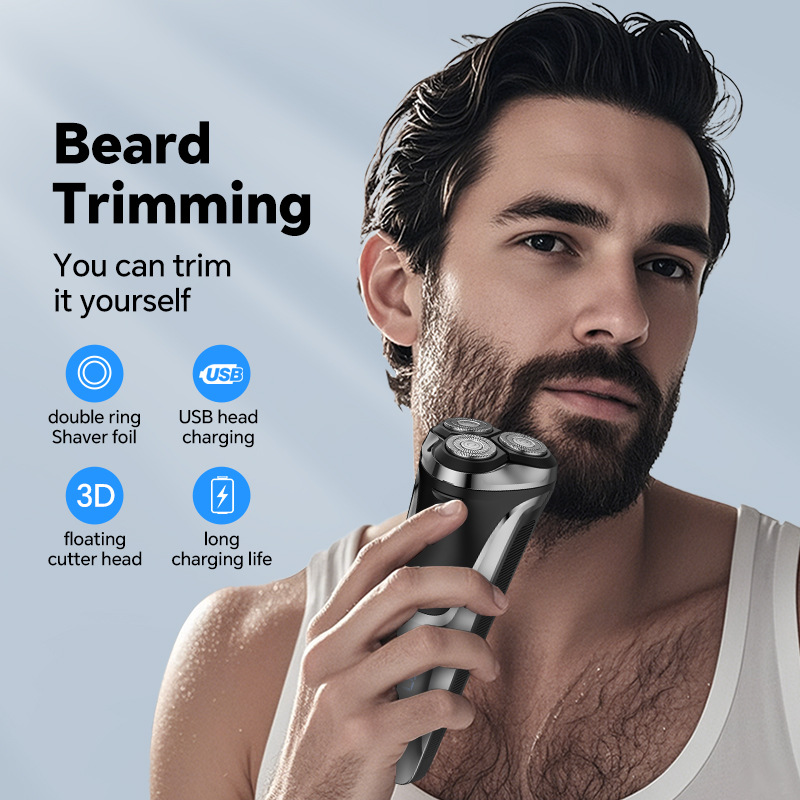 Beard
Trimming
You can trim
it yourself
USB
double ring
Shaver foil
USB head
charging
3D
floating
cutter head
long
charging life